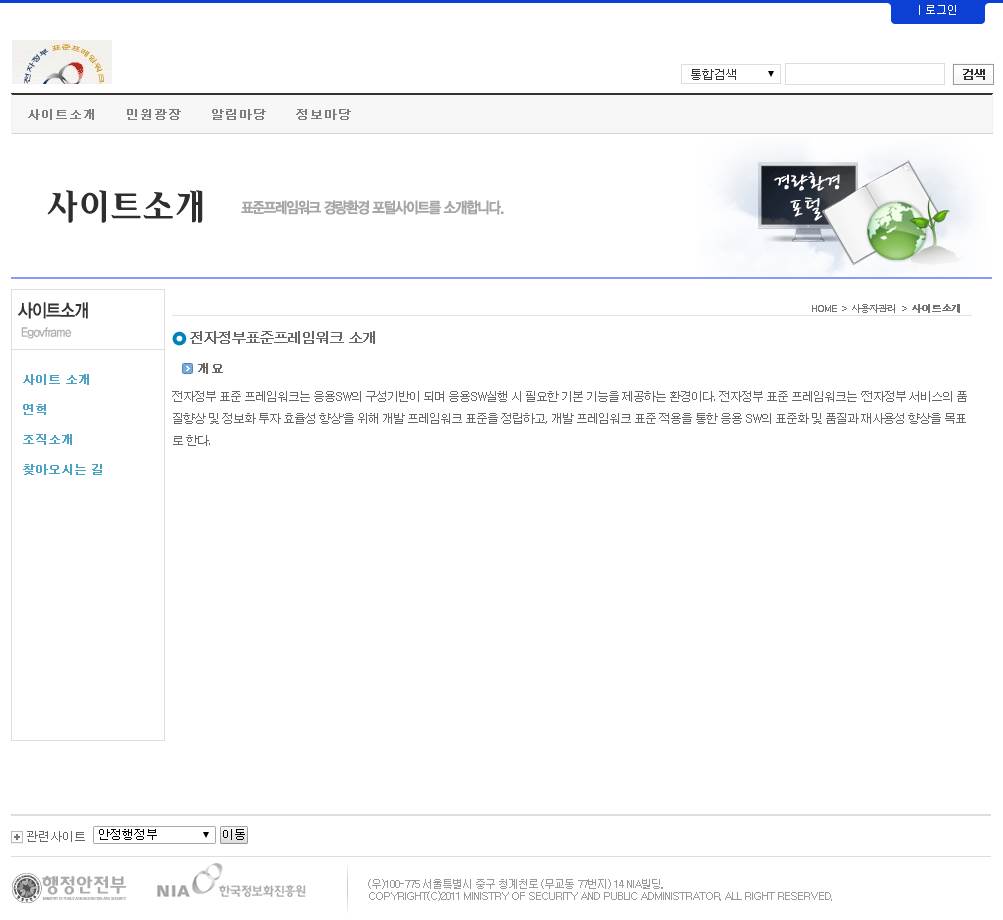 | 로그인
전자정부 표준프레임워크
통합검색 검색
사이트소개 민원광장 알림마당 정보마당
사이트소개 표준프레임워크 경량환경 포털사이트를 소개합니다.
경량환경
포털
사이트소개
Egovframe
사이트 소개
연혁
조직소개
찾아오시는 길
HOME > 사용자관리 > 사이트소개
전자정부표준프레임워크 소개
개 요
전자정부 표준 프레임워크는 응용SW의 구성기반이 되며 응용SW실행 시 필요한 기본 기능을 제공하는 환경이다. 전자정부 표준 프레임워크는 '전자정부 서비스의 품
질향상 및 정보화 투자 효율성 향상'을 위해 개발 프레임워크 표준을 정립하고, 개발 프레임워크 표준 적용을 통한 응용 SW의 표준화 및 품질과 재사용성 향상을 목표
로 한다.
관련사이트 안정행정부 이동
행정안전부
NIA 한국정보화진흥원
(우)100-775 서울특별시 중구 청계천로 (무교동 77번지) 14 NIA빌딩.
COPYRIGHT(C)2011 MINISTRY OF SECURITY AND PUBLIC ADMINISTRATOR, ALL RIGHT RESERVED.